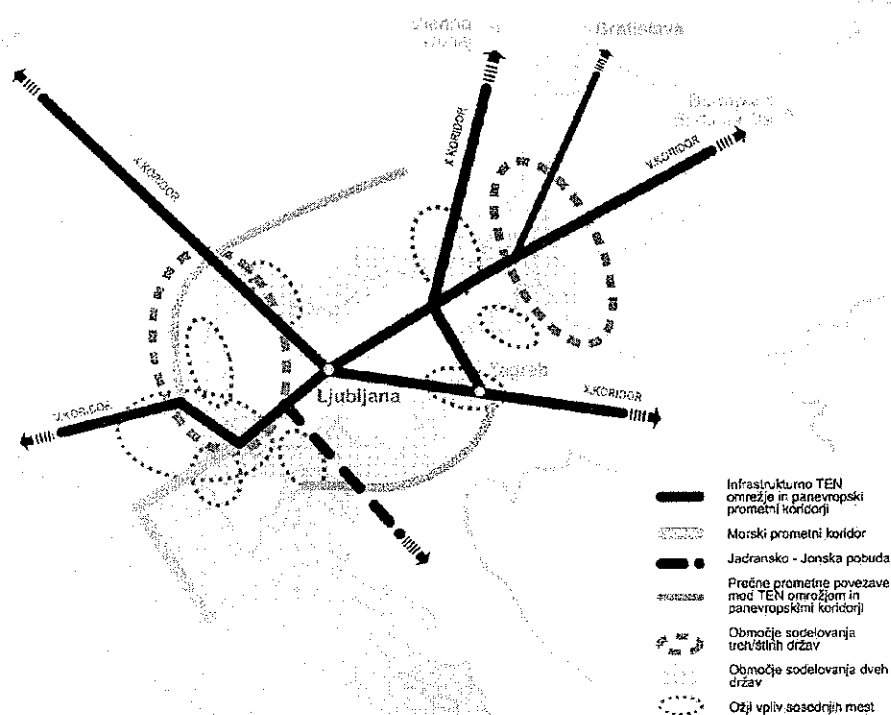 Bratislava
X.KORIDOR
X.KORIDOR
V.KORIDOR
Zagreb
Ljubljana
V.KORIDOR
X.KORIDOR
Infrastrukturno TEN
omrežje in panevropski
prometni koridorji
Morski prometni koridor
Jadransko - Jonska pobuda
Prečne prometne povezave
med TEN omrožjem in
panevropskimi koridorji
Območje sodelovanja
treh/štirih držav
Območje sodelovanja dveh
držav
Ožji vpliv sosednjih mest